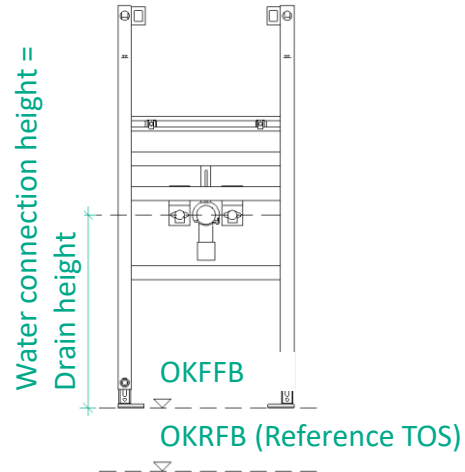 Water connection height =
Drain height
OKFFB
OKRFB (Reference TOS)